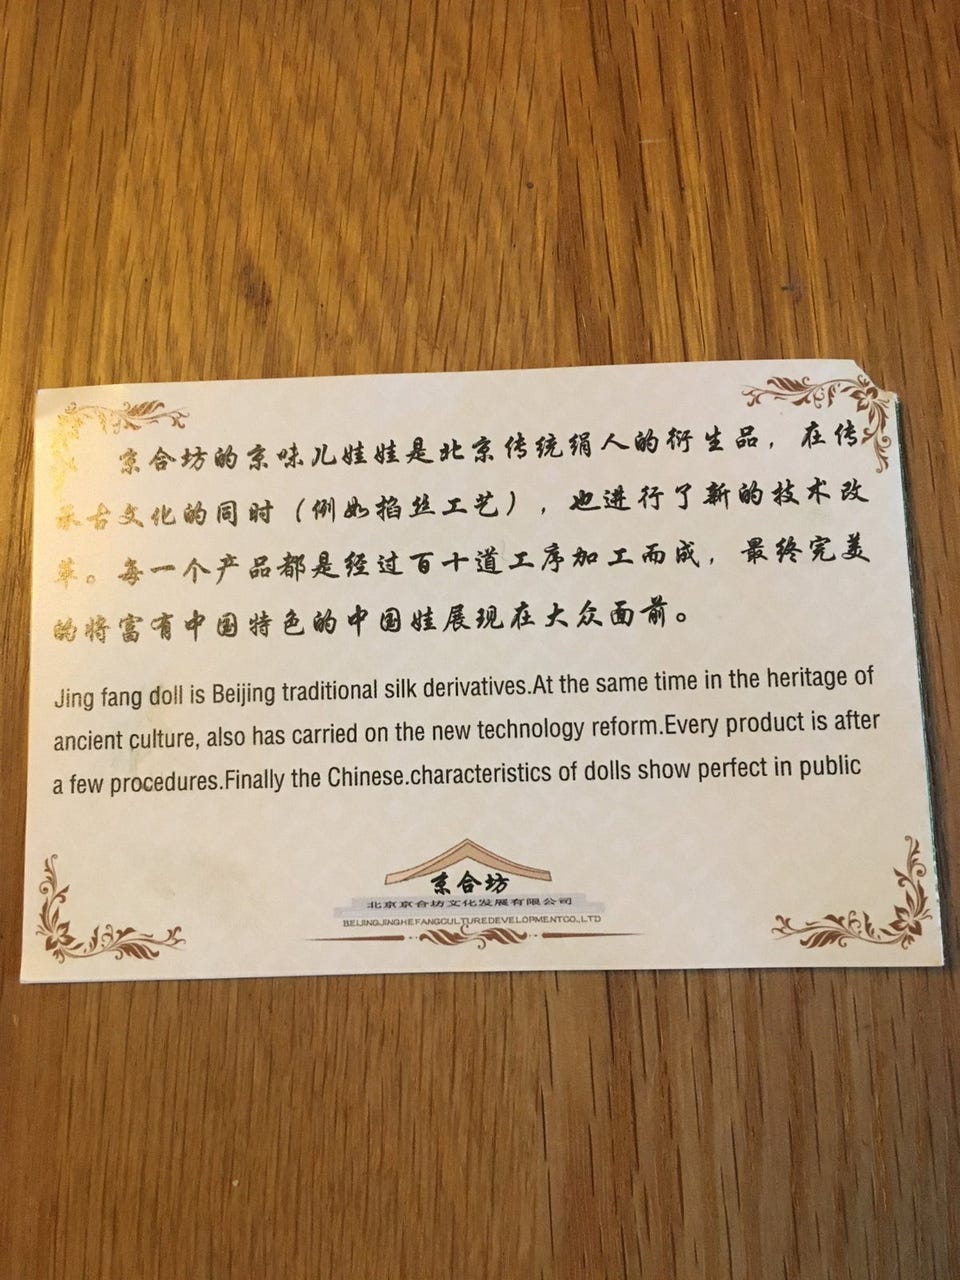 京合坊的京味儿娃娃是北京传统绢人的衍生品，在传
承古文化的同时（例如掐丝工艺），也进行了新的技术改
革。每一个产品都是经过百十道工序加工而成，最终完美
的将富有中国特色的中国娃展现在大众面前。
Jing fang doll is Beijing traditional silk derivatives.At the same time in the heritage of
ancient culture, also has carried on the new technology reform.Every product is after
a few procedures.Finally the Chinese.characteristics of dolls show perfect in public
京合坊
北京京合坊文化发展有限公司
BEIJINGJINGHEFANGCULTUREDEVELOPMENTCO.,LTD